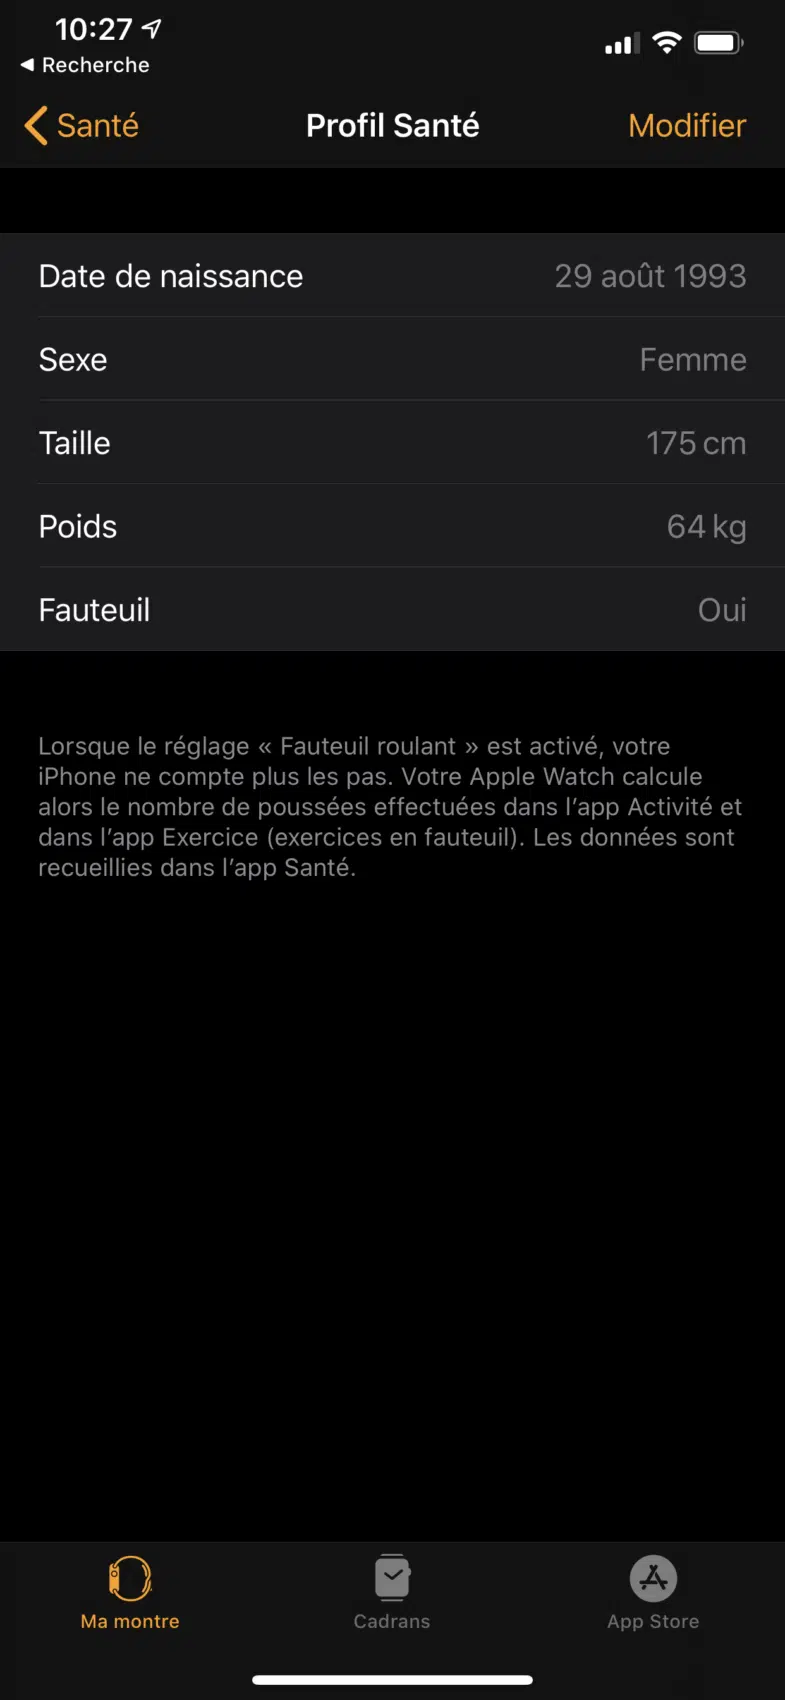 10:27
◀ Recherche
Santé
Profil Santé
Modifier
Date de naissance 29 août 1993
Sexe Femme
Taille 175 cm
Poids 64 kg
Fauteuil Oui
Lorsque le réglage « Fauteuil roulant » est activé, votre
iPhone ne compte plus les pas. Votre Apple Watch calcule
alors le nombre de poussées effectuées dans l’app Activité et
dans l’app Exercice (exercices en fauteuil). Les données sont
recueillies dans l’app Santé.
Ma montre
Cadrans
App Store